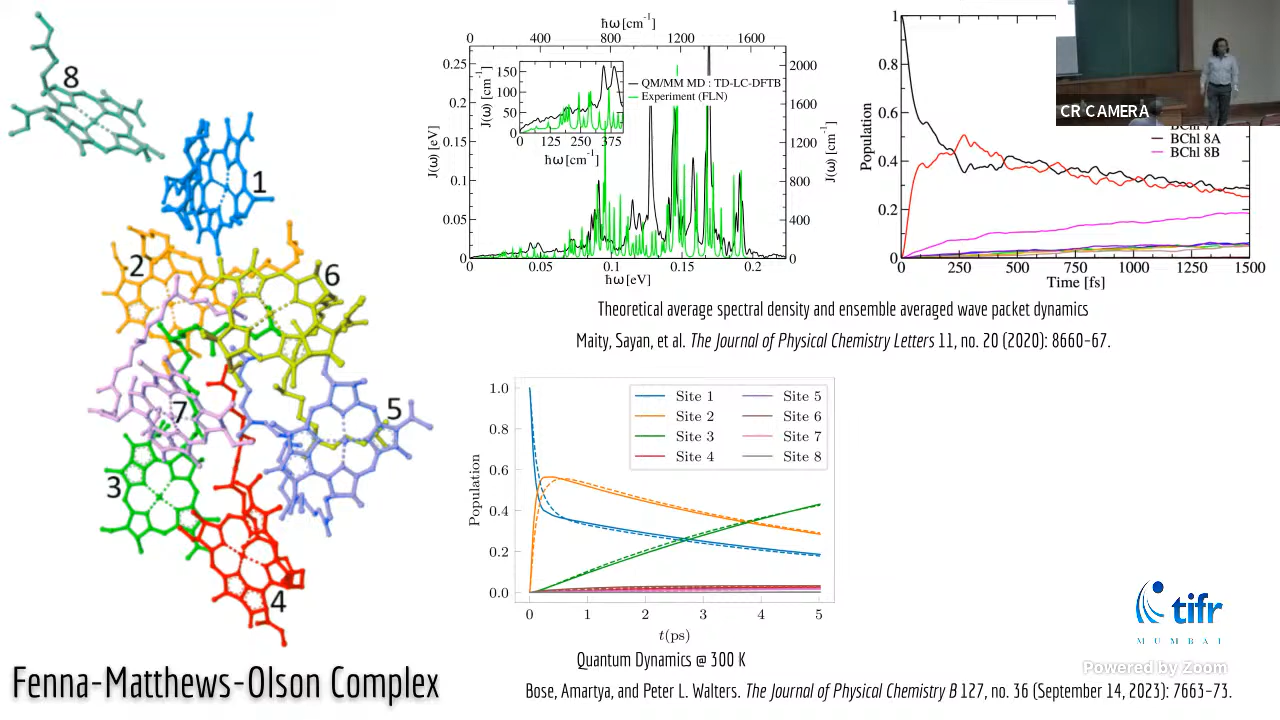 8
1
2
6
7
5
3
4
Fenna-Matthews-Olson Complex
ħω [cm⁻¹]
0 400 800 1200 1600
J(ω) [eV]
0.25
0.2
0.15
0.1
0.05
0
J(ω) [cm⁻¹]
150
100
50
0
0 125 250 375
ħω [cm⁻¹]
QM/MM MD : TD-LC-DFTB
Experiment (FLN)
2000
1600
1200
800
400
0
J(ω) [cm⁻¹]
0 0.05 0.1 0.15 0.2
ħω [eV]
Population
1
0.8
0.6
0.4
0.2
0
BChl 8A
BChl 8B
0 250 500 750 1000 1250 1500
Time [fs]
CR CAMERA
Theoretical average spectral density and ensemble averaged wave packet dynamics
Maity, Sayan, et al. The Journal of Physical Chemistry Letters 11, no. 20 (2020): 8660–67.
Population
1.0
0.8
0.6
0.4
0.2
0.0
Site 1 Site 5
Site 2 Site 6
Site 3 Site 7
Site 4 Site 8
0 1 2 3 4 5
t(ps)
Quantum Dynamics @ 300 K
Bose, Amartya, and Peter L. Walters. The Journal of Physical Chemistry B 127, no. 36 (September 14, 2023): 7663–73.
tifr
MUMBAI
Powered by Zoom